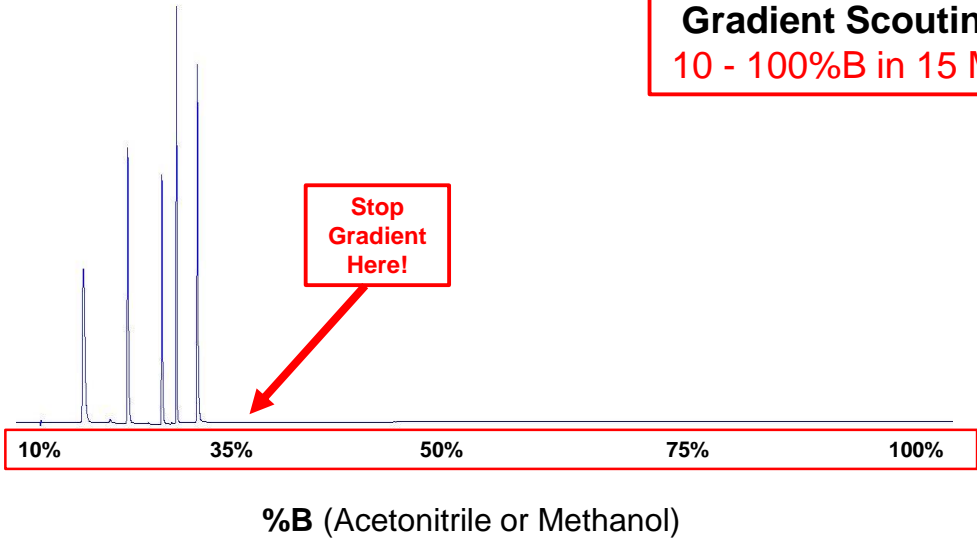 Gradient Scoutin
10 - 100%B in 15 M
Stop
Gradient
Here!
10% 35% 50% 75% 100%
%B (Acetonitrile or Methanol)